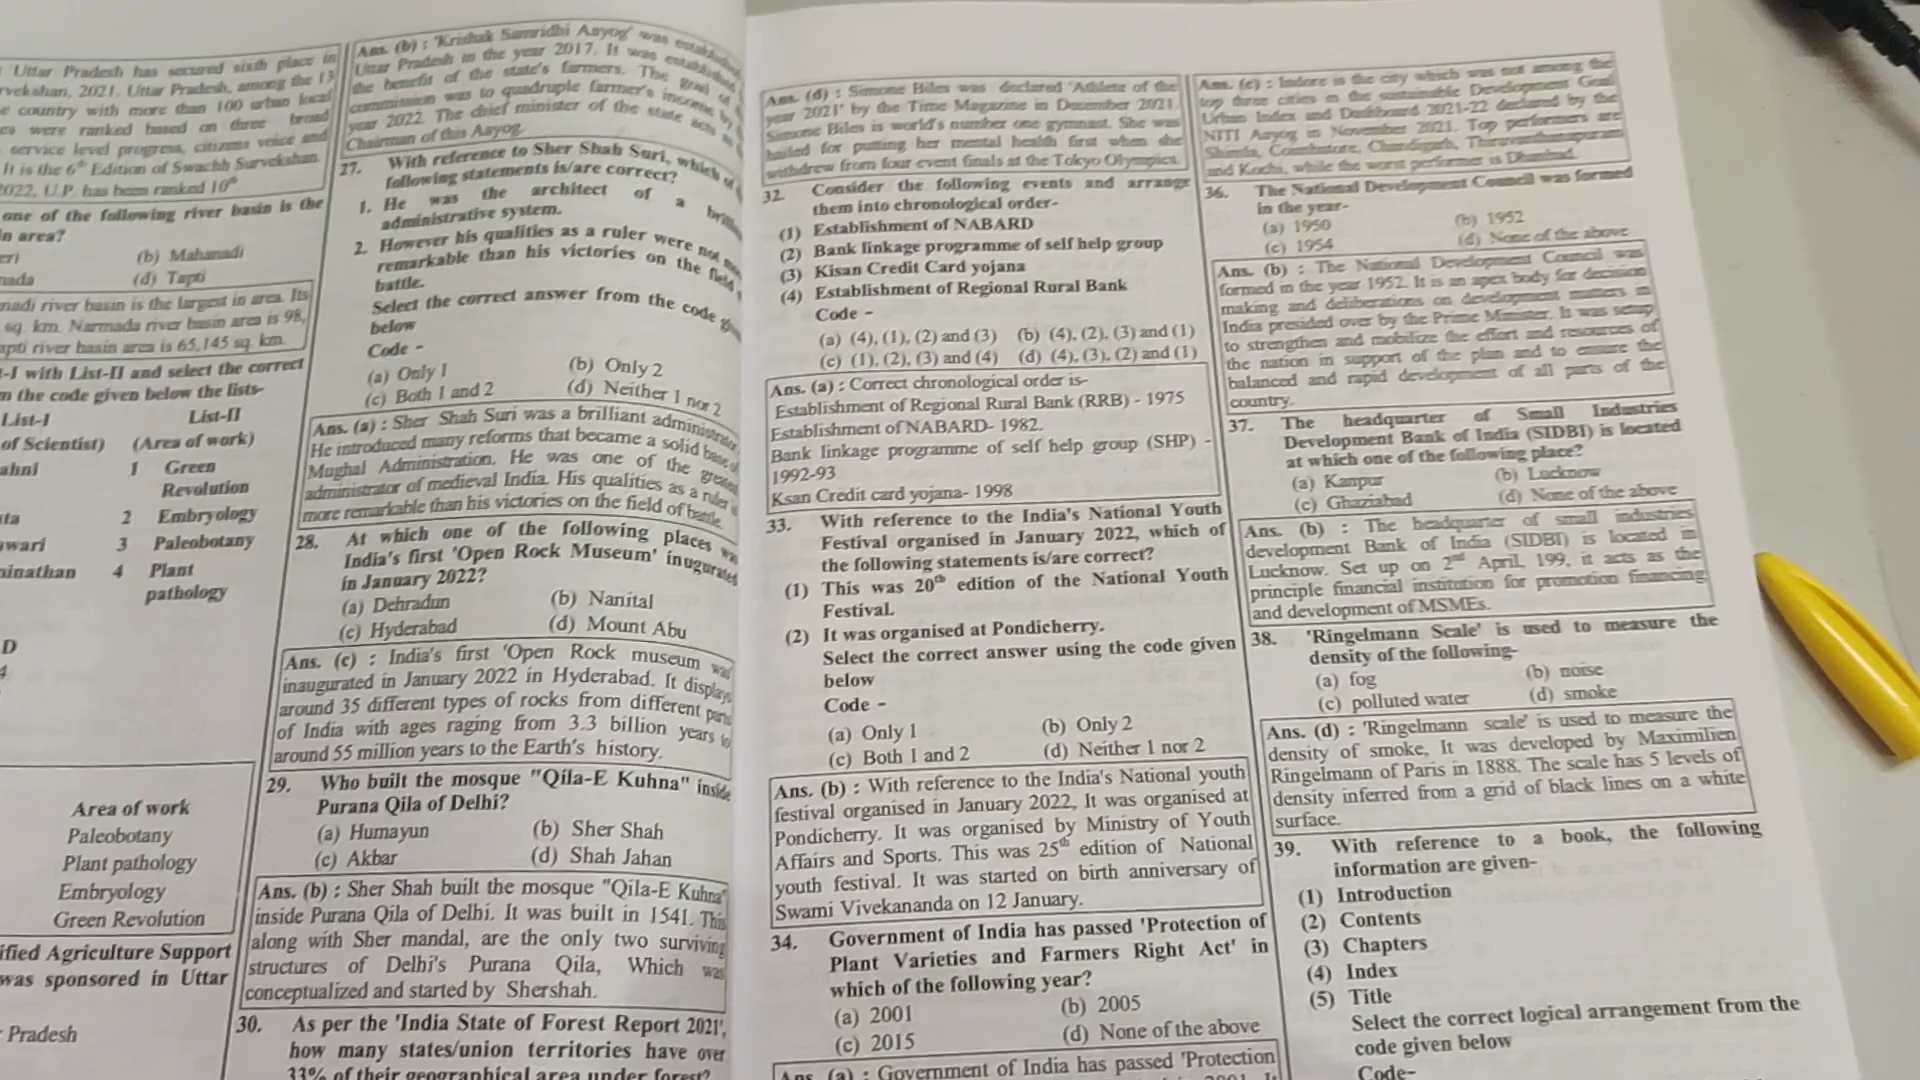 Uttar Pradesh has secured sixth place in
rvekshan, 2021. Uttar Pradesh, among the 13
e country with more than 100 urban local
es were ranked based on three broad
service level progress, citizens voice and
It is the 6th Edition of Swachh Survekshan.
2022, U.P. has been ranked 10th
one of the following river basin is the
n area?
eri (b) Mahanadi
nada (d) Tapti
nadi river basin is the largest in area. Its
sq. km. Narmada river basin area is 98,
apti river basin area is 65,145 sq. km.
-I with List-II and select the correct
m the code given below the lists-
List-I List-II
of Scientist) (Area of work)
ahni 1 Green
Revolution
ta 2 Embryology
wari 3 Paleobotany
inathan 4 Plant
pathology
D
4
Area of work
Paleobotany
Plant pathology
Embryology
Green Revolution
ified Agriculture Support
was sponsored in Uttar
Pradesh
Ans. (b) : 'Krishak Samridhi Aayog' was established
Uttar Pradesh in the year 2017. It was established
the benefit of the state's farmers. The goal of
commission was to quadruple farmer's income by
year 2022. The chief minister of the state acts as
Chairman of this Aayog.
27. With reference to Sher Shah Suri, which of
following statements is/are correct?
1. He was the architect of a
administrative system.
2. However his qualities as a ruler were not
remarkable than his victories on the field
battle.
Select the correct answer from the code
below
Code -
(a) Only 1 (b) Only 2
(c) Both 1 and 2 (d) Neither 1 nor 2
Ans. (a) : Sher Shah Suri was a brilliant administrator.
He introduced many reforms that became a solid base of
Mughal Administration. He was one of the greatest
administrator of medieval India. His qualities as a ruler is
more remarkable than his victories on the field of battle.
28. At which one of the following places was
India's first 'Open Rock Museum' inugurated
in January 2022?
(a) Dehradun (b) Nanital
(c) Hyderabad (d) Mount Abu
Ans. (c) : India's first 'Open Rock museum was
inaugurated in January 2022 in Hyderabad. It displays
around 35 different types of rocks from different parts
of India with ages raging from 3.3 billion years to
around 55 million years to the Earth's history.
29. Who built the mosque "Qila-E Kuhna" inside
Purana Qila of Delhi?
(a) Humayun (b) Sher Shah
(c) Akbar (d) Shah Jahan
Ans. (b) : Sher Shah built the mosque "Qila-E Kuhna"
inside Purana Qila of Delhi. It was built in 1541. This
along with Sher mandal, are the only two surviving
structures of Delhi's Purana Qila, Which was
conceptualized and started by Shershah.
30. As per the 'India State of Forest Report 2021',
how many states/union territories have over
33% of their geographical area under forest?
Ans. (d) : Simone Biles was declared 'Athlete of the
year 2021' by the Time Magazine in December 2021.
Simone Biles is world's number one gymnast. She was
hailed for putting her mental health first when she
withdrew from four event finals at the Tokyo Olympics.
32. Consider the following events and arrange
them into chronological order-
(1) Establishment of NABARD
(2) Bank linkage programme of self help group
(3) Kisan Credit Card yojana
(4) Establishment of Regional Rural Bank
Code -
(a) (4), (1), (2) and (3) (b) (4), (2), (3) and (1)
(c) (1), (2), (3) and (4) (d) (4), (3), (2) and (1)
Ans. (a) : Correct chronological order is-
Establishment of Regional Rural Bank (RRB) - 1975
Establishment of NABARD- 1982.
Bank linkage programme of self help group (SHP) -
1992-93
Ksan Credit card yojana- 1998
33. With reference to the India's National Youth
Festival organised in January 2022, which of
the following statements is/are correct?
(1) This was 20th edition of the National Youth
Festival.
(2) It was organised at Pondicherry.
Select the correct answer using the code given
below
Code -
(a) Only 1 (b) Only 2
(c) Both 1 and 2 (d) Neither 1 nor 2
Ans. (b) : With reference to the India's National youth
festival organised in January 2022, It was organised at
Pondicherry. It was organised by Ministry of Youth
Affairs and Sports. This was 25th edition of National
youth festival. It was started on birth anniversary of
Swami Vivekananda on 12 January.
34. Government of India has passed 'Protection of
Plant Varieties and Farmers Right Act' in
which of the following year?
(a) 2001 (b) 2005
(c) 2015 (d) None of the above
Ans. (a) : Government of India has passed 'Protection
Ans. (c) : Indore is the city which was not among the
top three cities in the sustainable Development Goal
Urban Index and Dashboard 2021-22 declared by the
NITI Aayog in November 2021. Top performers are
Shimla, Coimbatore, Chandigarh, Thiruvananthapuram
and Kochi, while the worst performer is Dhanbad.
36. The National Development Council was formed
in the year-
(a) 1950 (b) 1952
(c) 1954 (d) None of the above
Ans. (b) : The National Development Council was
formed in the year 1952. It is an apex body for decision
making and deliberations on development matters in
India presided over by the Prime Minister. It was setup
to strengthen and mobilize the effort and resources of
the nation in support of the plan and to ensure the
balanced and rapid development of all parts of the
country.
37. The headquarter of Small Industries
Development Bank of India (SIDBI) is located
at which one of the following place?
(a) Kanpur (b) Lucknow
(c) Ghaziabad (d) None of the above
Ans. (b) : The headquarter of small industries
development Bank of India (SIDBI) is located in
Lucknow. Set up on 2nd April, 199, it acts as the
principle financial institution for promotion financing
and development of MSMEs.
38. 'Ringelmann Scale' is used to measure the
density of the following-
(a) fog (b) noise
(c) polluted water (d) smoke
Ans. (d) : 'Ringelmann scale' is used to measure the
density of smoke, It was developed by Maximilien
Ringelmann of Paris in 1888. The scale has 5 levels of
density inferred from a grid of black lines on a white
surface.
39. With reference to a book, the following
information are given-
(1) Introduction
(2) Contents
(3) Chapters
(4) Index
(5) Title
Select the correct logical arrangement from the
code given below
Code-